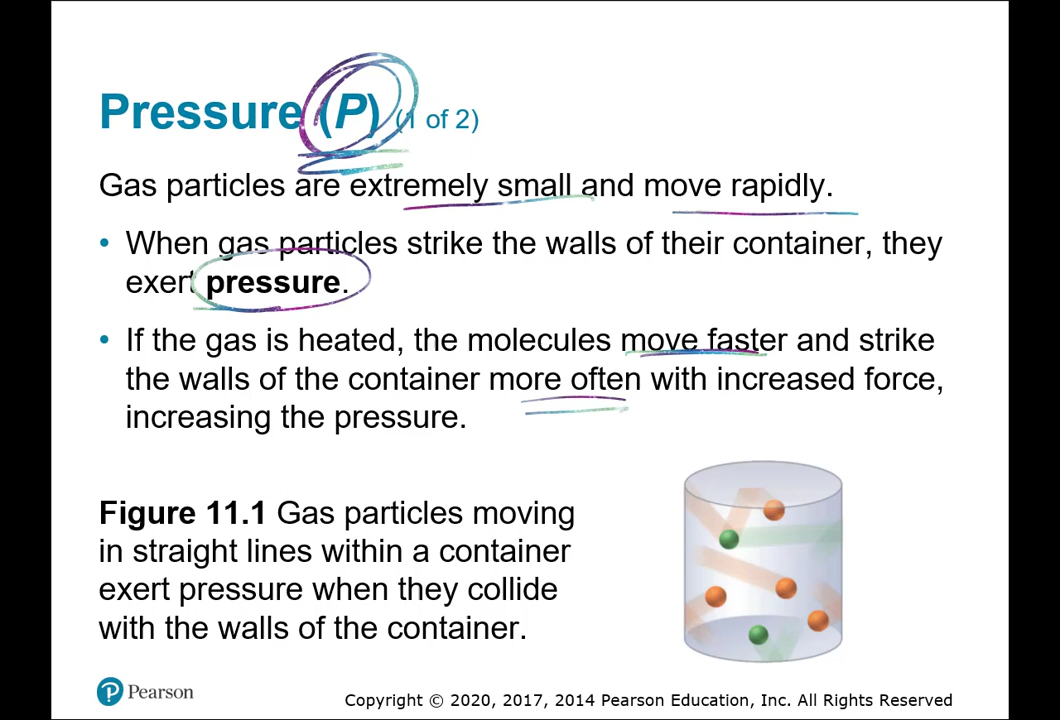 Pressure (P) (1 of 2)
Gas particles are extremely small and move rapidly.
• When gas particles strike the walls of their container, they
exert pressure.
• If the gas is heated, the molecules move faster and strike
the walls of the container more often with increased force,
increasing the pressure.
Figure 11.1 Gas particles moving
in straight lines within a container
exert pressure when they collide
with the walls of the container.
P Pearson
Copyright © 2020, 2017, 2014 Pearson Education, Inc. All Rights Reserved